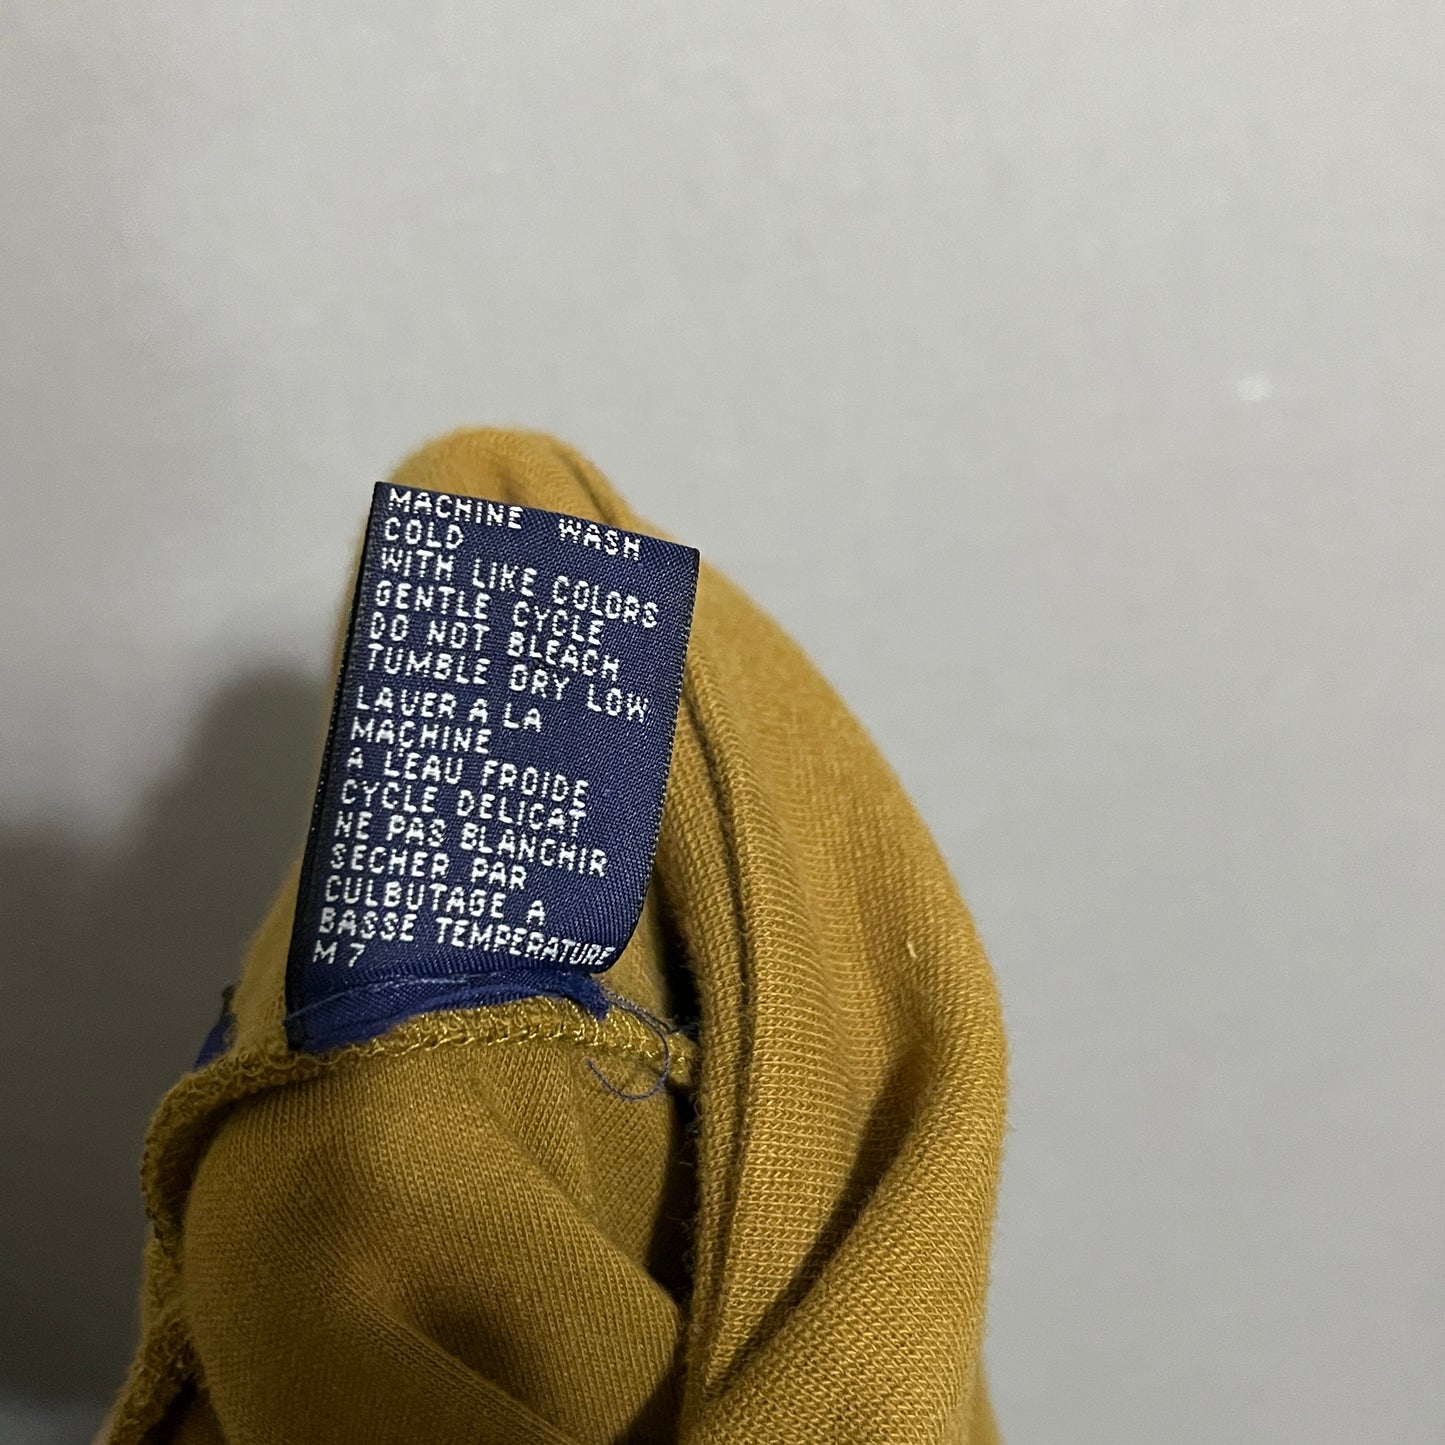 MACHINE WASH
COLD
WITH LIKE COLORS
GENTLE CYCLE
DO NOT BLEACH
TUMBLE DRY LOW
LAVER A LA
MACHINE
A L'EAU FROIDE
CYCLE DELICAT
NE PAS BLANCHIR
SECHER PAR
CULBUTAGE A
BASSE TEMPERATURE
M 7